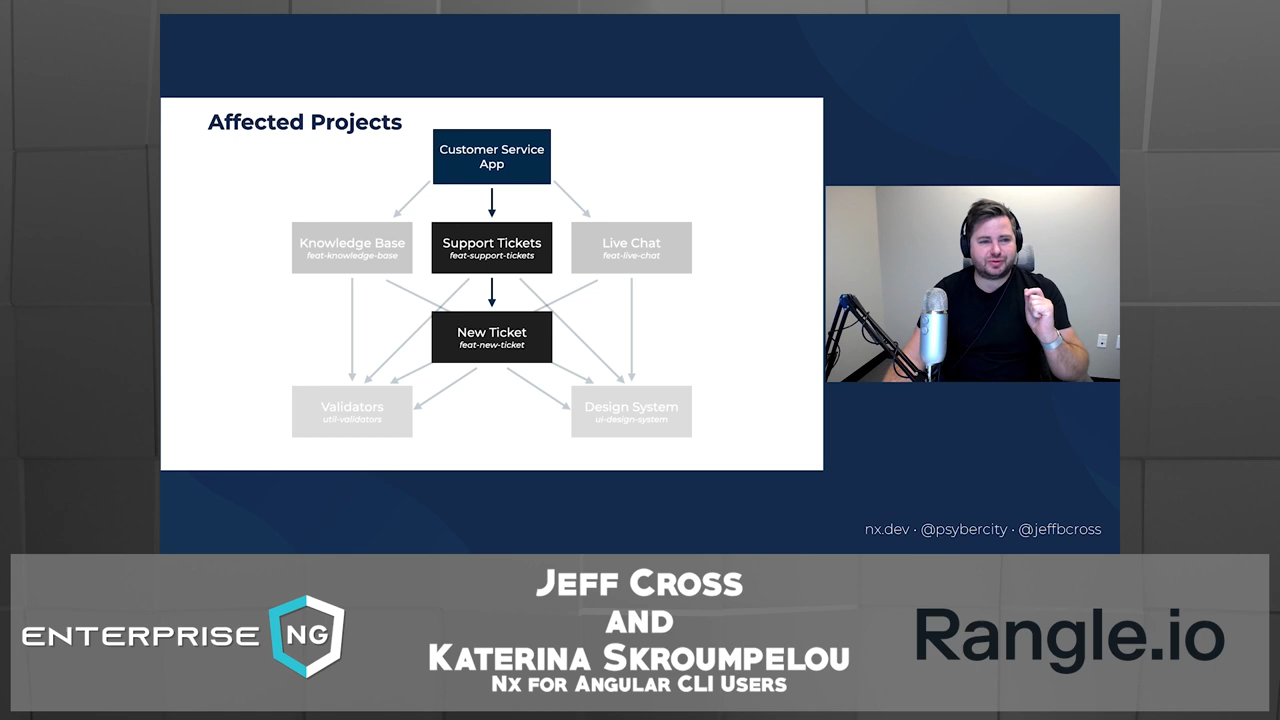 Affected Projects
Customer Service
App
Knowledge Base
feat-knowledge-base
Support Tickets
feat-support-tickets
Live Chat
feat-live-chat
New Ticket
feat-new-ticket
Validators
util-validators
Design System
ui-design-system
nx.dev • @psybercity • @jeffbcross
ENTERPRISE NG
JEFF CROSS
AND
KATERINA SKROUMPELOU
NX FOR ANGULAR CLI USERS
Rangle.io